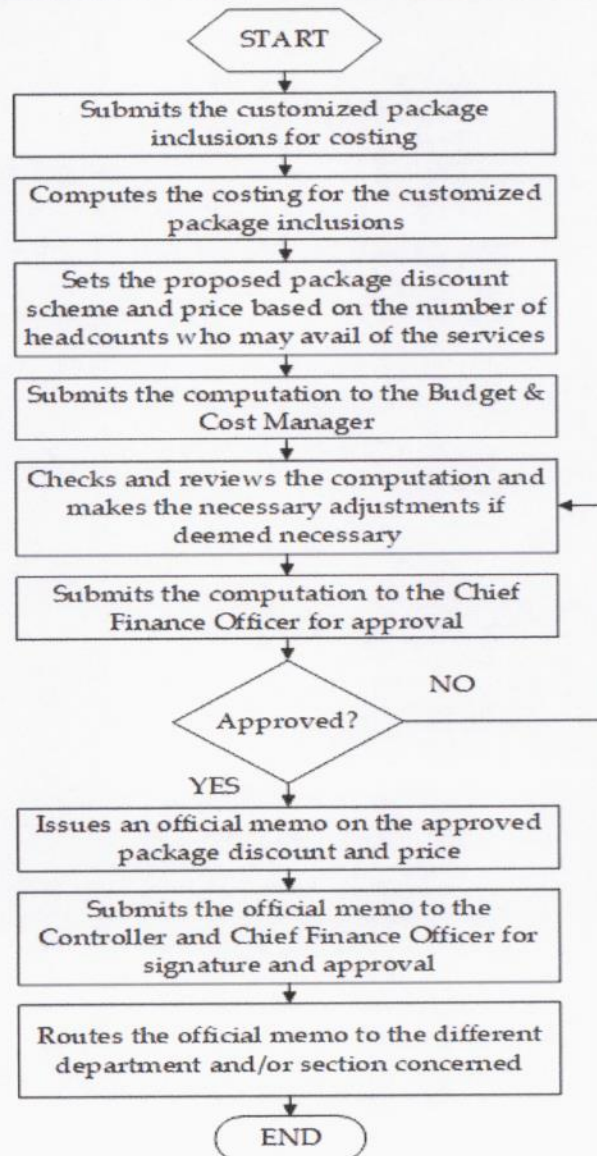 START
Submits the customized package
inclusions for costing
Computes the costing for the customized
package inclusions
Sets the proposed package discount
scheme and price based on the number of
headcounts who may avail of the services
Submits the computation to the Budget &
Cost Manager
Checks and reviews the computation and
makes the necessary adjustments if
deemed necessary
Submits the computation to the Chief
Finance Officer for approval
NO
Approved?
YES
Issues an official memo on the approved
package discount and price
Submits the official memo to the
Controller and Chief Finance Officer for
signature and approval
Routes the official memo to the different
department and/or section concerned
END